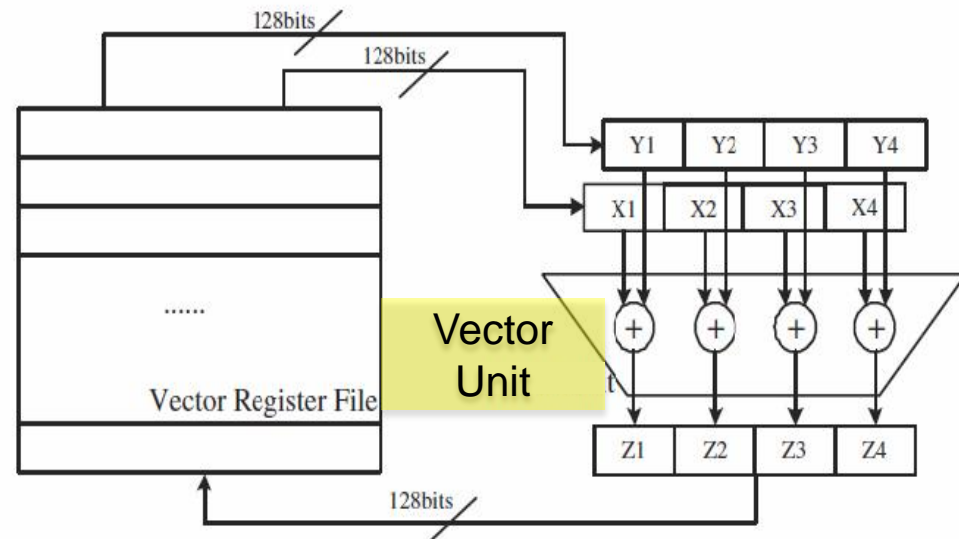 128bits
128bits
Y1 Y2 Y3 Y4
X1 X2 X3 X4
......
+ + + +
Vector
Unit
Vector Register File
Z1 Z2 Z3 Z4
128bits